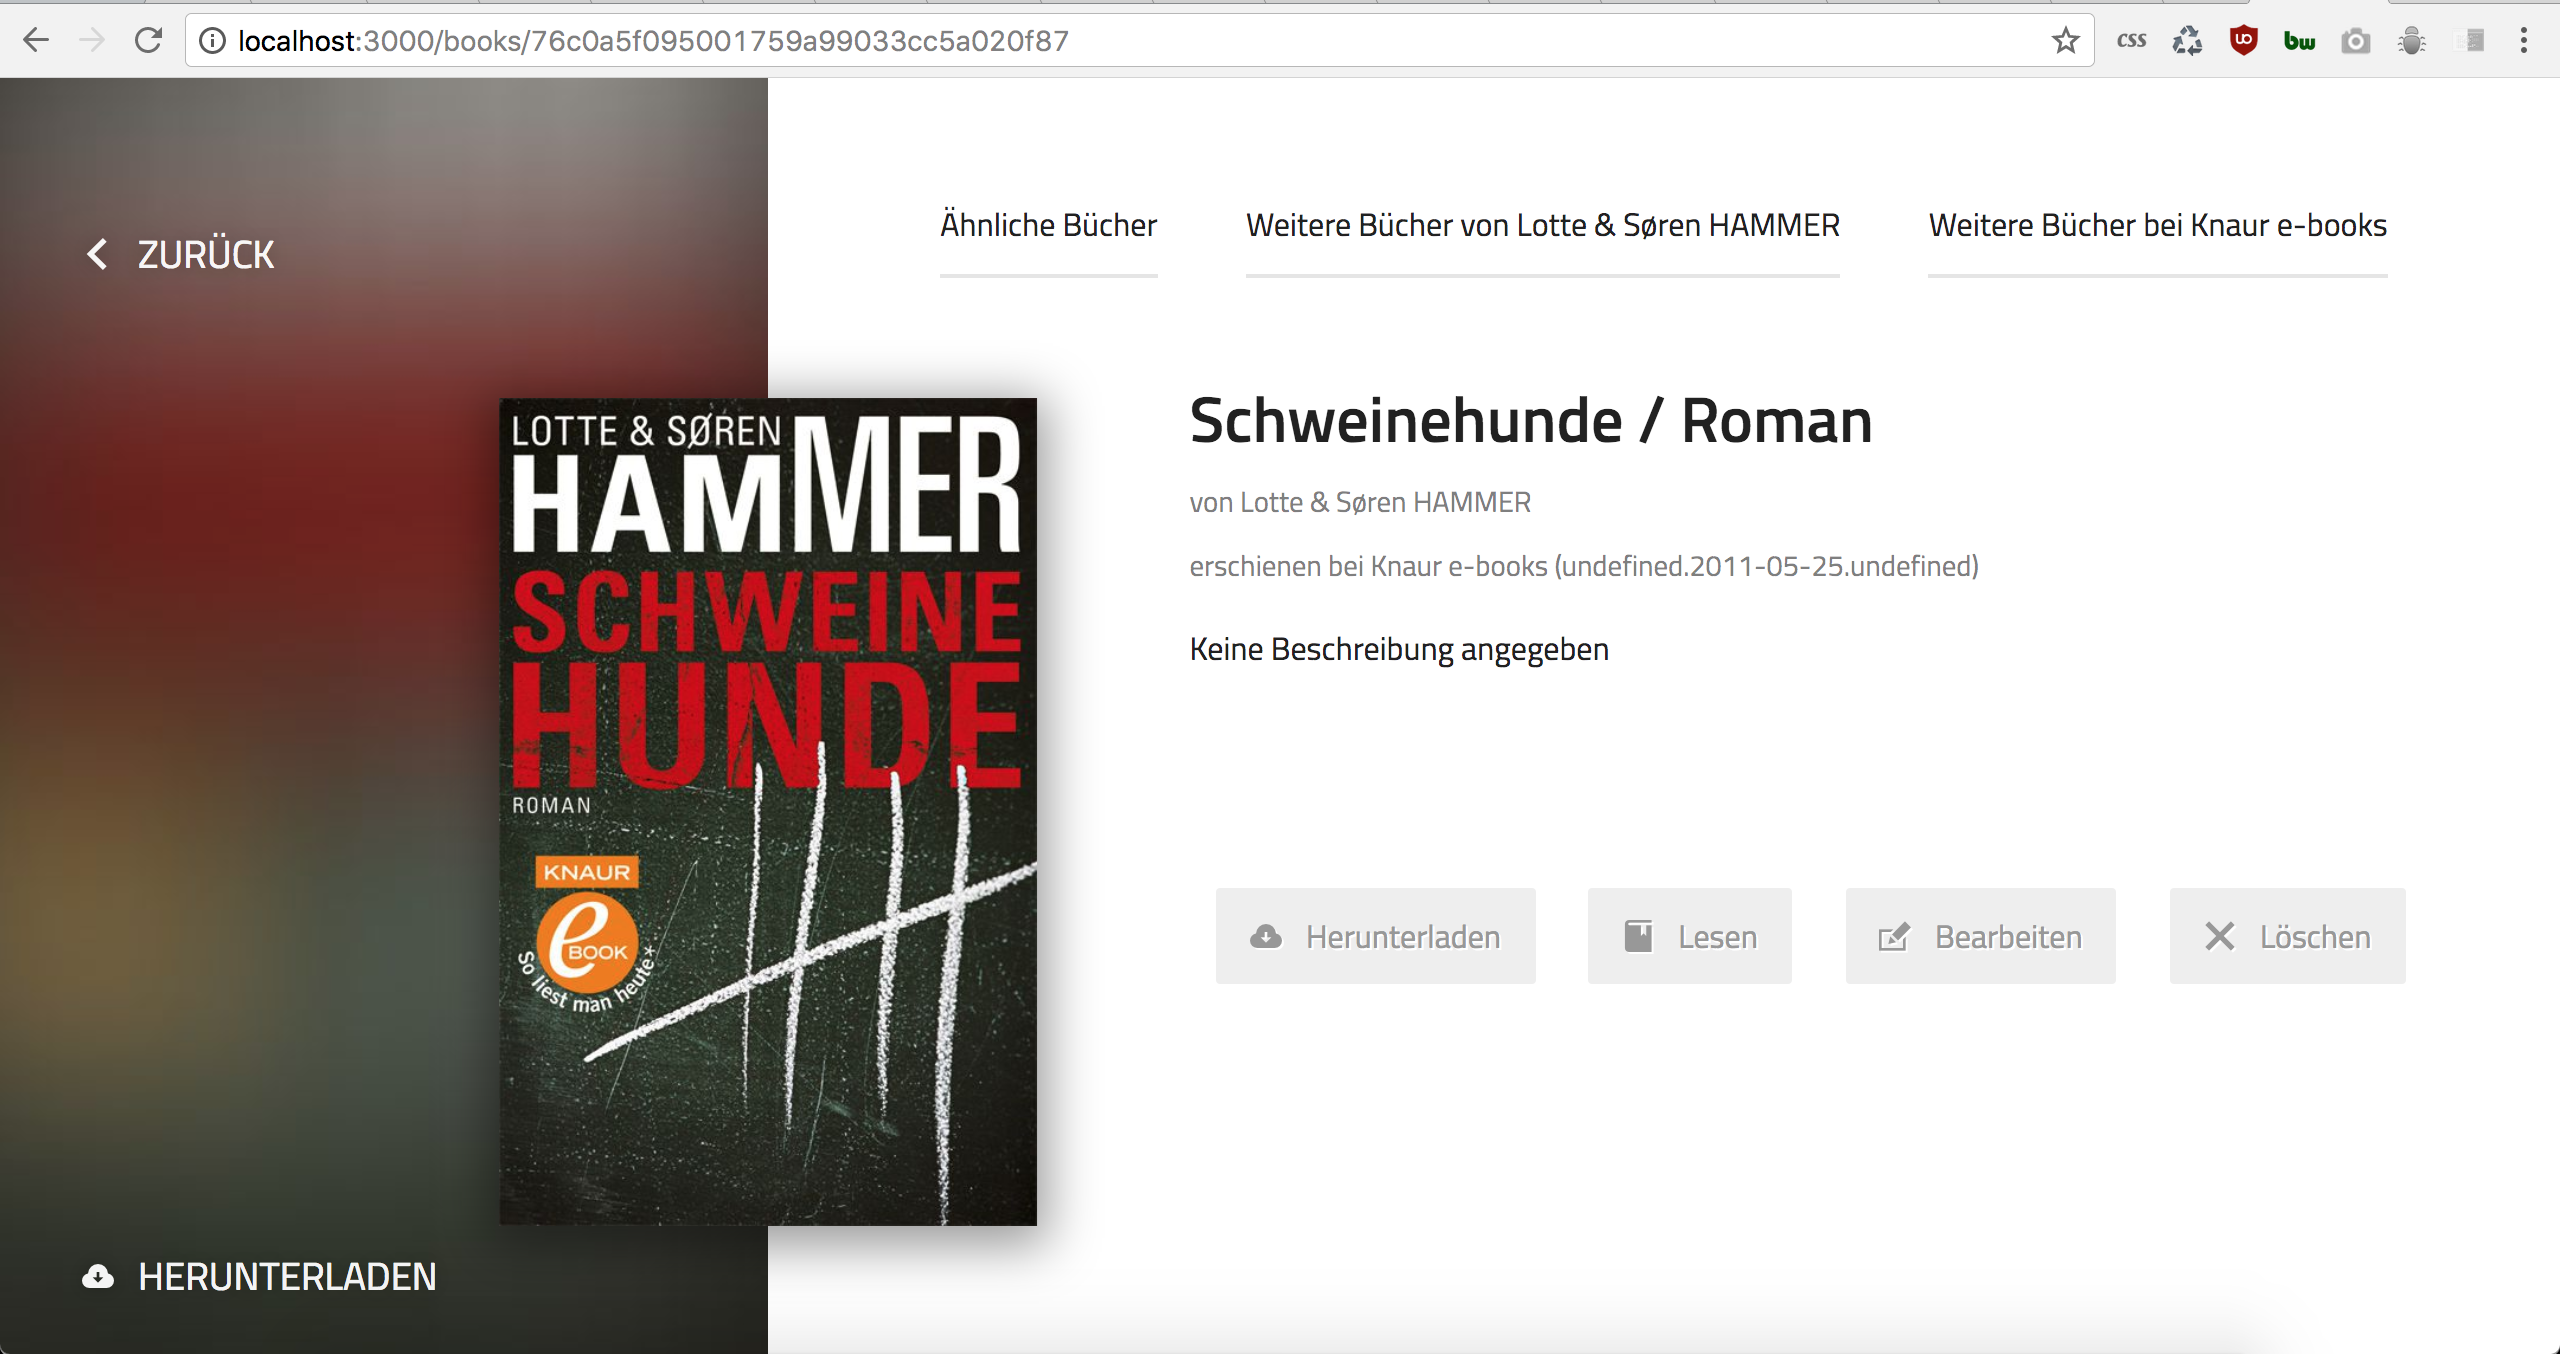 localhost:3000/books/76c0a5f095001759a99033cc5a020f87
css
UO
bw
ZURÜCK
Ähnliche Bücher
Weitere Bücher von Lotte & Søren HAMMER
Weitere Bücher bei Knaur e-books
LOTTE & SØREN
HAMMER
SCHWEINE
HUNDE
ROMAN
KNAUR
e
BOOK
So liest man heute*
Schweinehunde / Roman
von Lotte & Søren HAMMER
erschienen bei Knaur e-books (undefined.2011-05-25.undefined)
Keine Beschreibung angegeben
Herunterladen
Lesen
Bearbeiten
Löschen
HERUNTERLADEN